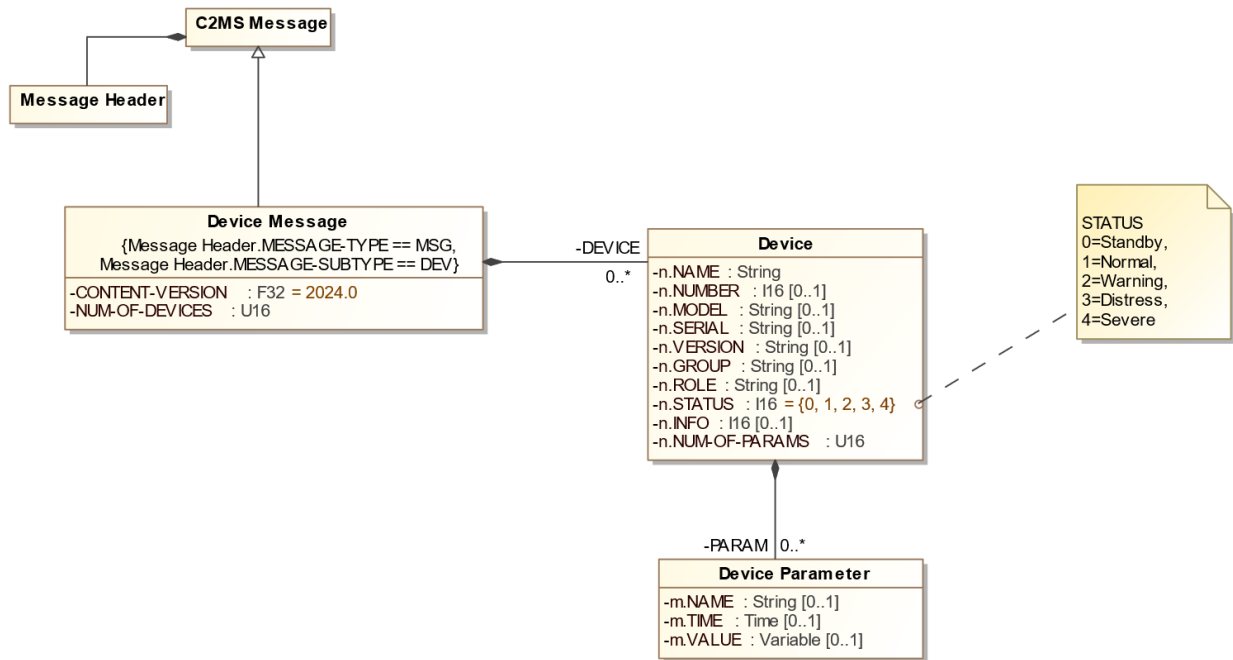 C2MS Message
Message Header
Device Message
{Message Header.MESSAGE-TYPE == MSG,
Message Header.MESSAGE-SUBTYPE == DEV}
-CONTENT-VERSION : F32 = 2024.0
-NUM-OF-DEVICES : U16
-DEVICE
0..*
Device
-n.NAME : String
-n.NUMBER : I16 [0..1]
-n.MODEL : String [0..1]
-n.SERIAL : String [0..1]
-n.VERSION : String [0..1]
-n.GROUP : String [0..1]
-n.ROLE : String [0..1]
-n.STATUS : I16 = {0, 1, 2, 3, 4}
-n.INFO : I16 [0..1]
-n.NUM-OF-PARAMS : U16
STATUS
0=Standby,
1=Normal,
2=Warning,
3=Distress,
4=Severe
-PARAM 0..*
Device Parameter
-m.NAME : String [0..1]
-m.TIME : Time [0..1]
-m.VALUE : Variable [0..1]